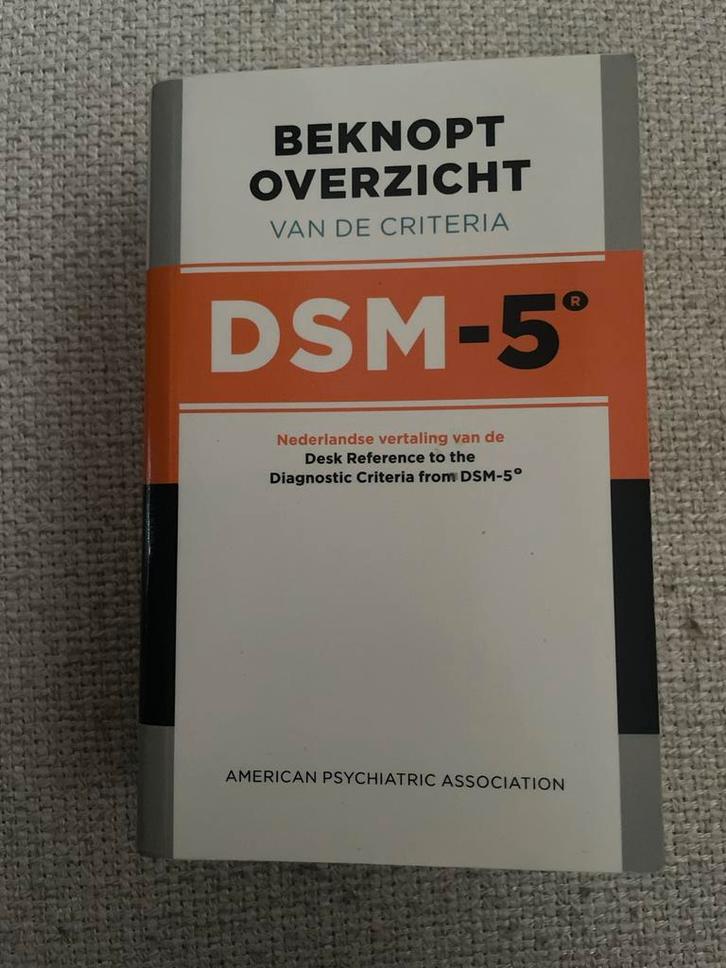 BEKNOPT
OVERZICHT
VAN DE CRITERIA
DSM-5®
Nederlandse vertaling van de
Desk Reference to the
Diagnostic Criteria from DSM-5®
AMERICAN PSYCHIATRIC ASSOCIATION